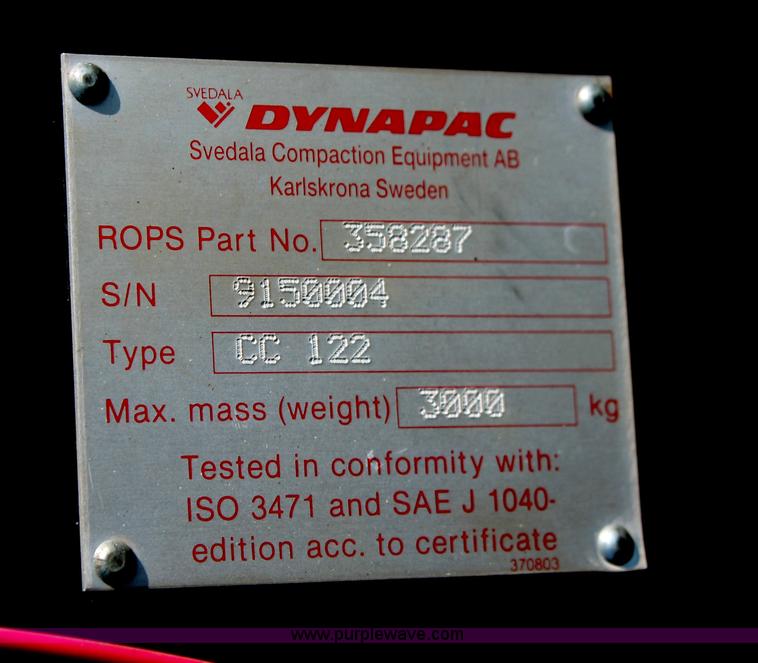 SVEDALA
DYNAPAC
Svedala Compaction Equipment AB
Karlskrona Sweden
ROPS Part No. 358287
S/N 9150004
Type CC 122
Max. mass (weight) 3000 kg
Tested in conformity with:
ISO 3471 and SAE J 1040-
edition acc. to certificate
370803
www.purplewave.com